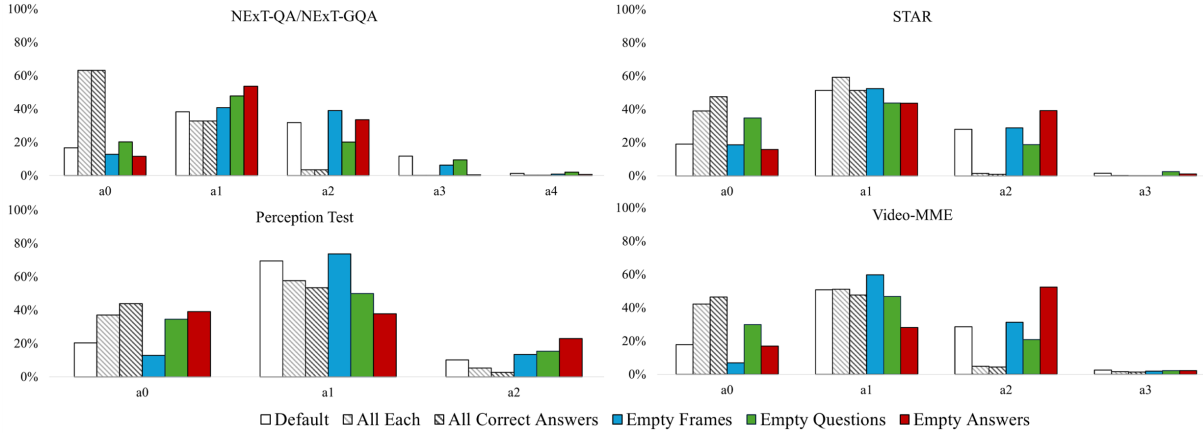 NExT-QA/NExT-GQA
100%
80%
60%
40%
20%
0%
a0 a1 a2 a3 a4
STAR
100%
80%
60%
40%
20%
0%
a0 a1 a2 a3
Perception Test
100%
80%
60%
40%
20%
0%
a0 a1 a2
Video-MME
100%
80%
60%
40%
20%
0%
a0 a1 a2 a3
Default All Each All Correct Answers Empty Frames Empty Questions Empty Answers